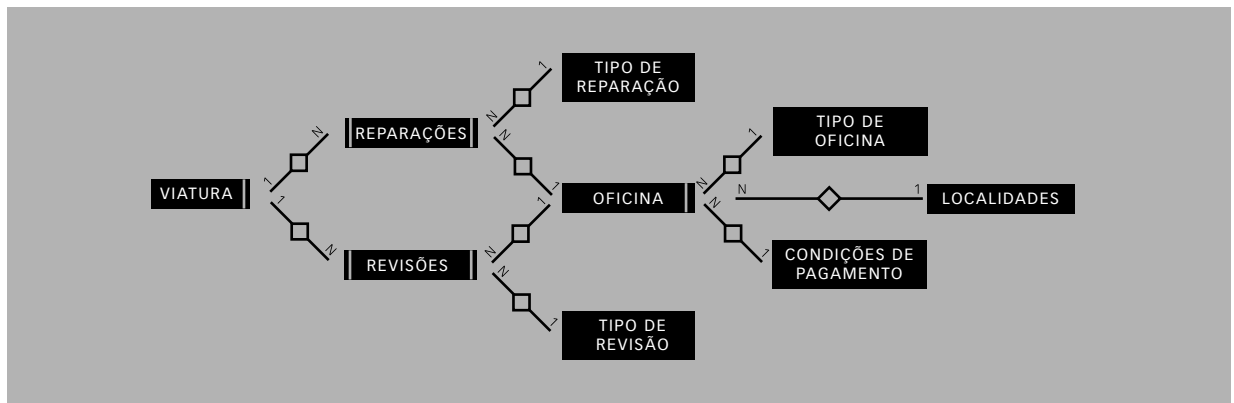 TIPO DE
REPARAÇÃO
1
N
REPARAÇÕES
N
N
1
TIPO DE
OFICINA
1
N
VIATURA
1
1
N
OFICINA
1
1
N
N
N
1
LOCALIDADES
REVISÕES
N
N
1
CONDIÇÕES DE
PAGAMENTO
1
TIPO DE
REVISÃO